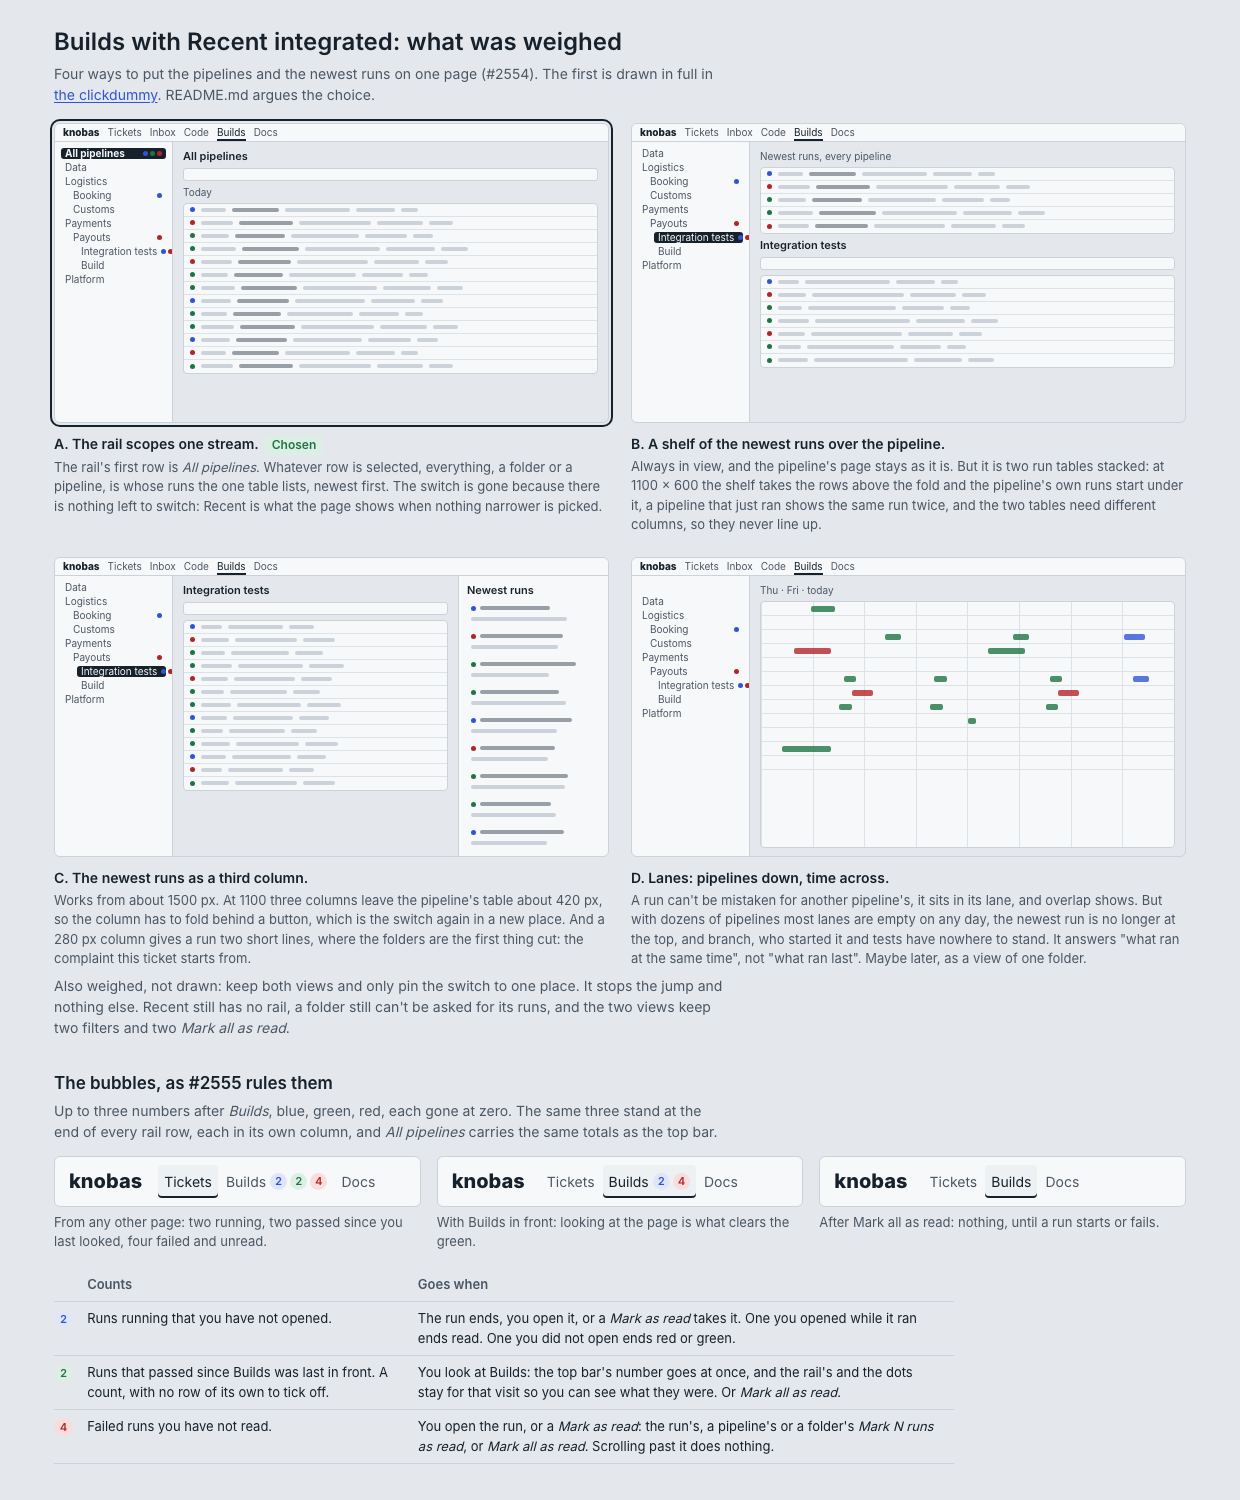 Builds with Recent integrated: what was weighed
Four ways to put the pipelines and the newest runs on one page (#2554). The first is drawn in full in
the clickdummy. README.md argues the choice.
knobas Tickets Inbox Code Builds Docs
All pipelines
Data
Logistics
Booking
Customs
Payments
Payouts
Integration tests
Build
Platform
All pipelines
Today
A. The rail scopes one stream. Chosen
The rail's first row is All pipelines. Whatever row is selected, everything, a folder or a
pipeline, is whose runs the one table lists, newest first. The switch is gone because there
is nothing left to switch: Recent is what the page shows when nothing narrower is picked.
knobas Tickets Inbox Code Builds Docs
Data
Logistics
Booking
Customs
Payments
Payouts
Integration tests
Build
Platform
Newest runs, every pipeline
Integration tests
B. A shelf of the newest runs over the pipeline.
Always in view, and the pipeline's page stays as it is. But it is two run tables stacked: at
1100 × 600 the shelf takes the rows above the fold and the pipeline's own runs start under
it, a pipeline that just ran shows the same run twice, and the two tables need different
columns, so they never line up.
knobas Tickets Inbox Code Builds Docs
Data
Logistics
Booking
Customs
Payments
Payouts
Integration tests
Build
Platform
Integration tests
Newest runs
C. The newest runs as a third column.
Works from about 1500 px. At 1100 three columns leave the pipeline's table about 420 px,
so the column has to fold behind a button, which is the switch again in a new place. And a
280 px column gives a run two short lines, where the folders are the first thing cut: the
complaint this ticket starts from.
knobas Tickets Inbox Code Builds Docs
Data
Logistics
Booking
Customs
Payments
Payouts
Integration tests
Build
Platform
Thu · Fri · today
D. Lanes: pipelines down, time across.
A run can't be mistaken for another pipeline's, it sits in its lane, and overlap shows. But
with dozens of pipelines most lanes are empty on any day, the newest run is no longer at
the top, and branch, who started it and tests have nowhere to stand. It answers "what ran
at the same time", not "what ran last". Maybe later, as a view of one folder.
Also weighed, not drawn: keep both views and only pin the switch to one place. It stops the jump and
nothing else. Recent still has no rail, a folder still can't be asked for its runs, and the two views keep
two filters and two Mark all as read.
The bubbles, as #2555 rules them
Up to three numbers after Builds, blue, green, red, each gone at zero. The same three stand at the
end of every rail row, each in its own column, and All pipelines carries the same totals as the top bar.
knobas Tickets Builds 2 2 4 Docs
From any other page: two running, two passed since you
last looked, four failed and unread.
knobas Tickets Builds 2 4 Docs
With Builds in front: looking at the page is what clears the
green.
knobas Tickets Builds Docs
After Mark all as read: nothing, until a run starts or fails.
Counts Goes when
2 Runs running that you have not opened. The run ends, you open it, or a Mark as read takes it. One you opened while it ran
ends read. One you did not open ends red or green.
2 Runs that passed since Builds was last in front. A You look at Builds: the top bar's number goes at once, and the rail's and the dots
count, with no row of its own to tick off. stay for that visit so you can see what they were. Or Mark all as read.
4 Failed runs you have not read. You open the run, or a Mark as read: the run's, a pipeline's or a folder's Mark N runs
as read, or Mark all as read. Scrolling past it does nothing.